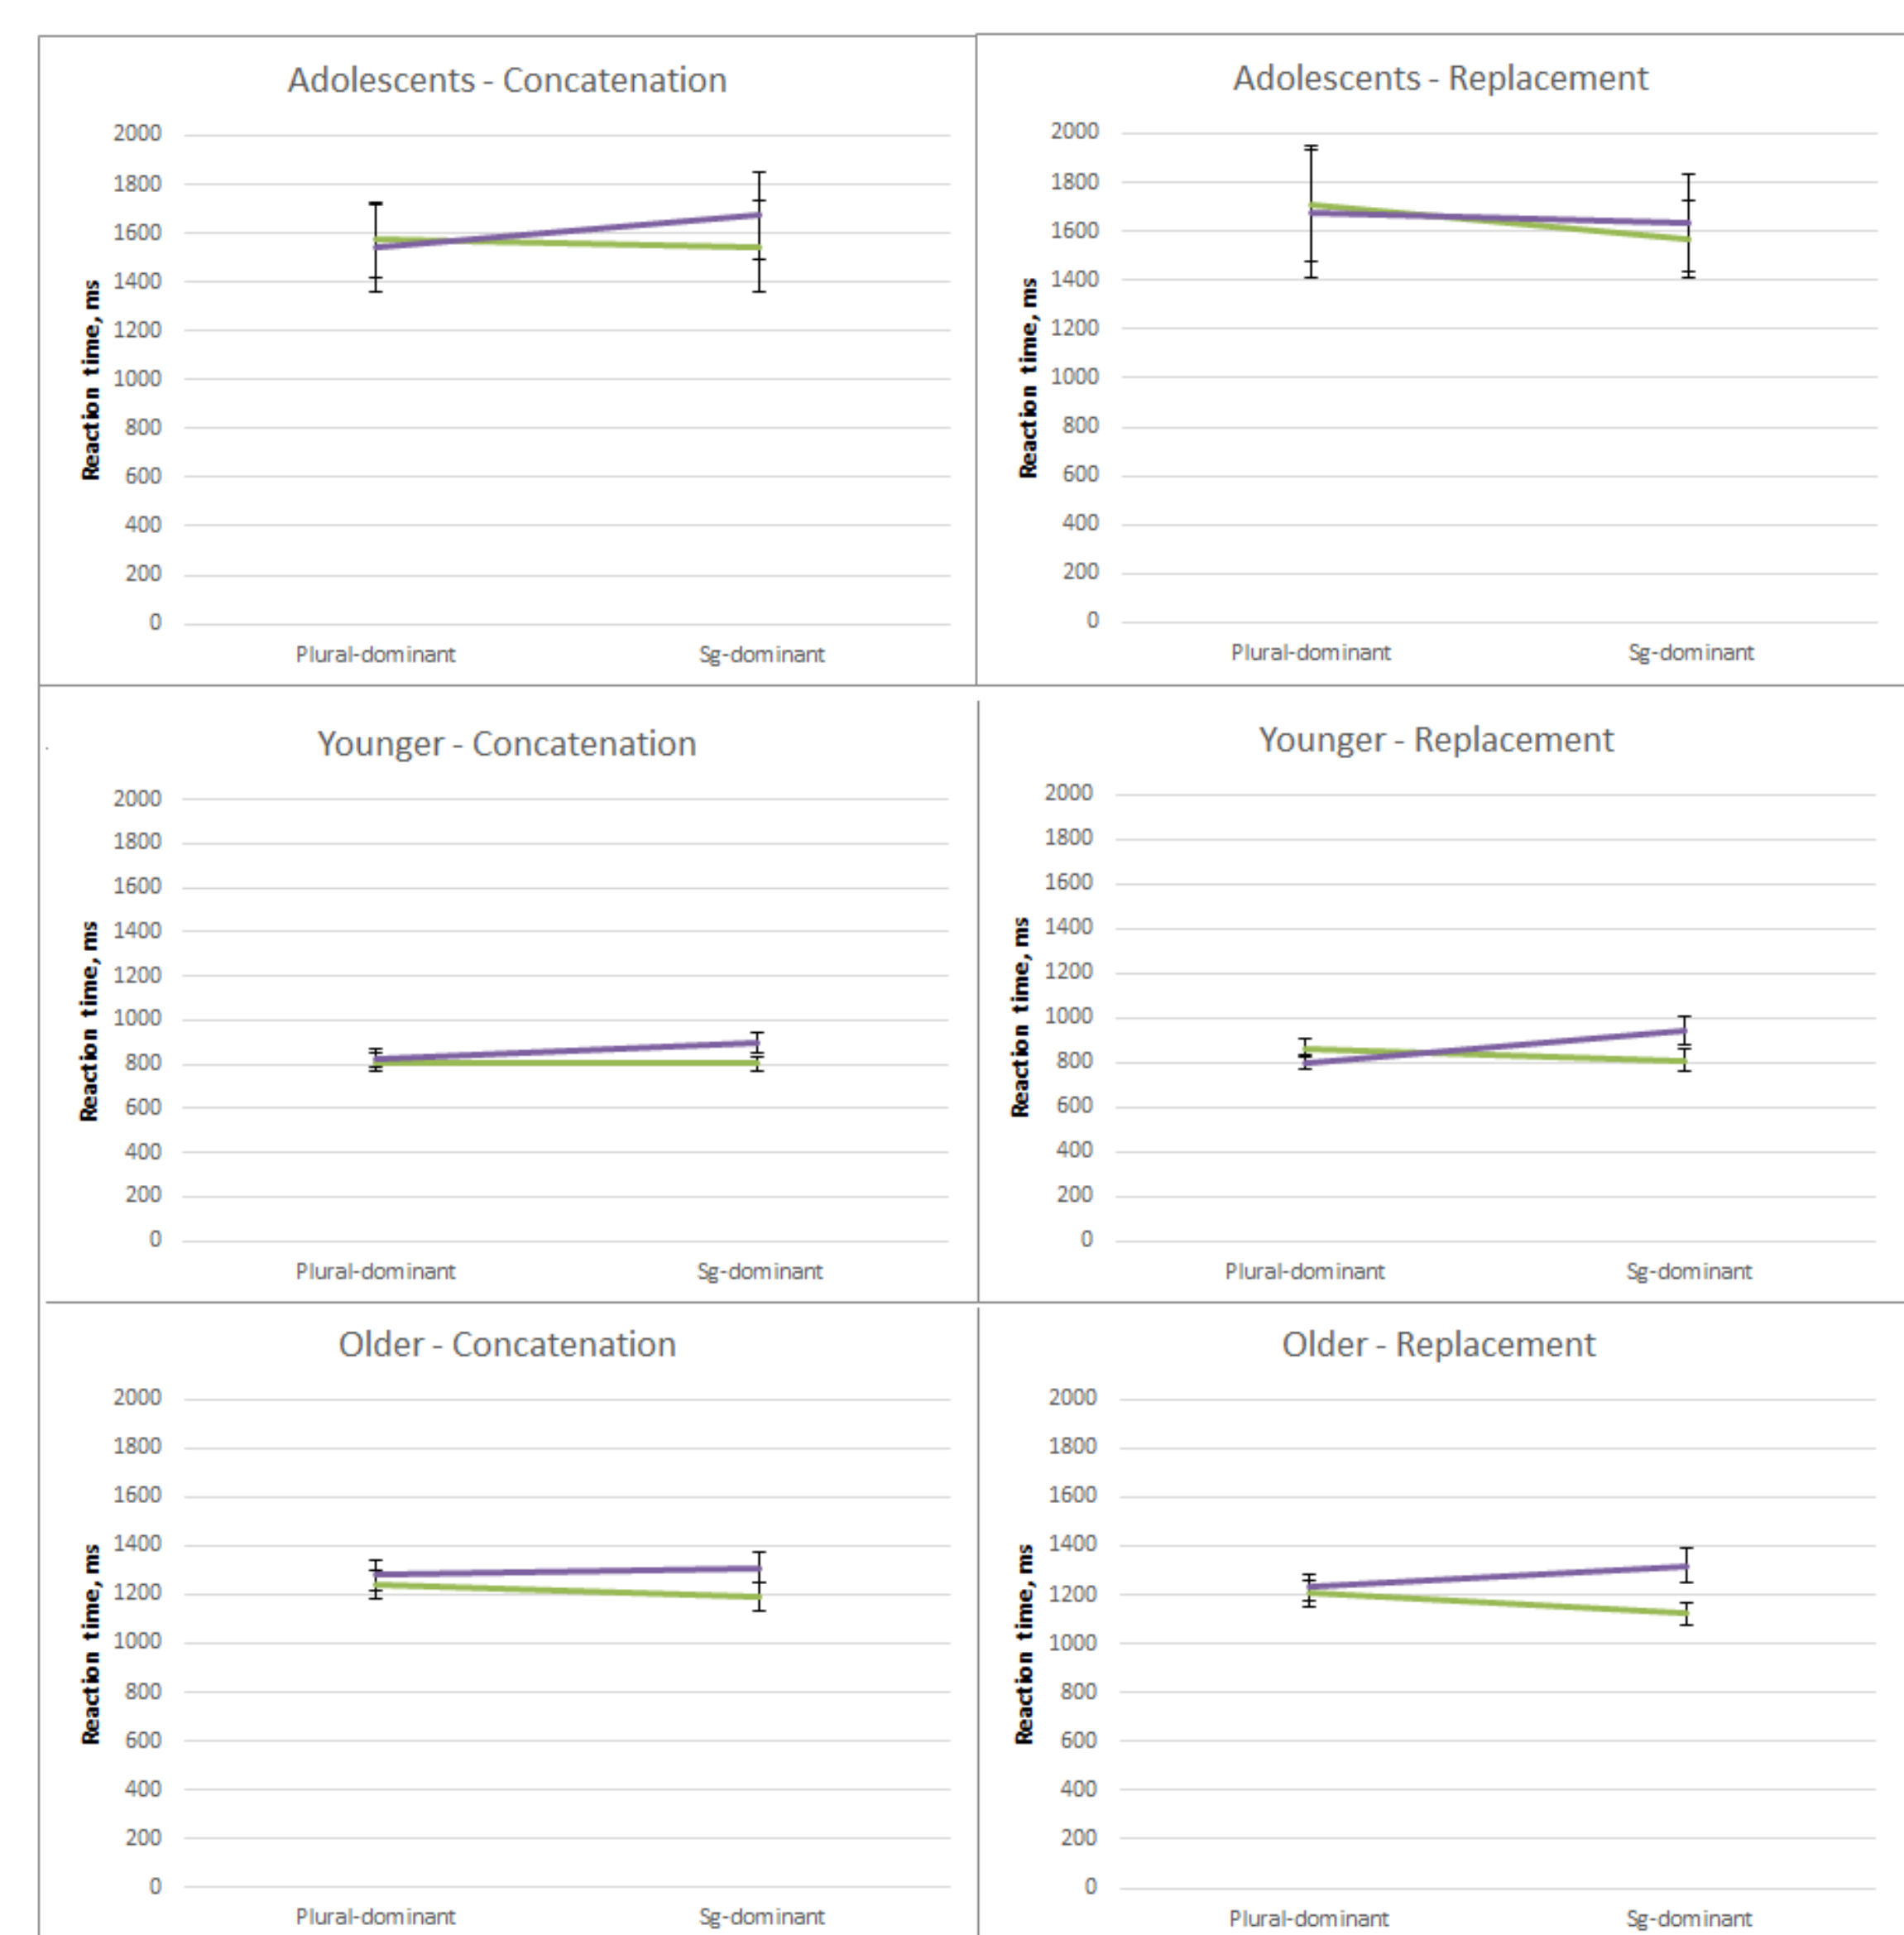 Adolescents - Concatenation
2000
1800
1600
1400
1200
1000
800
600
400
200
0
Reaction time, ms
Plural-dominant
Sg-dominant
Adolescents - Replacement
2000
1800
1600
1400
1200
1000
800
600
400
200
0
Reaction time, ms
Plural-dominant
Sg-dominant
Younger - Concatenation
2000
1800
1600
1400
1200
1000
800
600
400
200
0
Reaction time, ms
Plural-dominant
Sg-dominant
Younger - Replacement
2000
1800
1600
1400
1200
1000
800
600
400
200
0
Reaction time, ms
Plural-dominant
Sg-dominant
Older - Concatenation
2000
1800
1600
1400
1200
1000
800
600
400
200
0
Reaction time, ms
Plural-dominant
Sg-dominant
Older - Replacement
2000
1800
1600
1400
1200
1000
800
600
400
200
0
Reaction time, ms
Plural-dominant
Sg-dominant